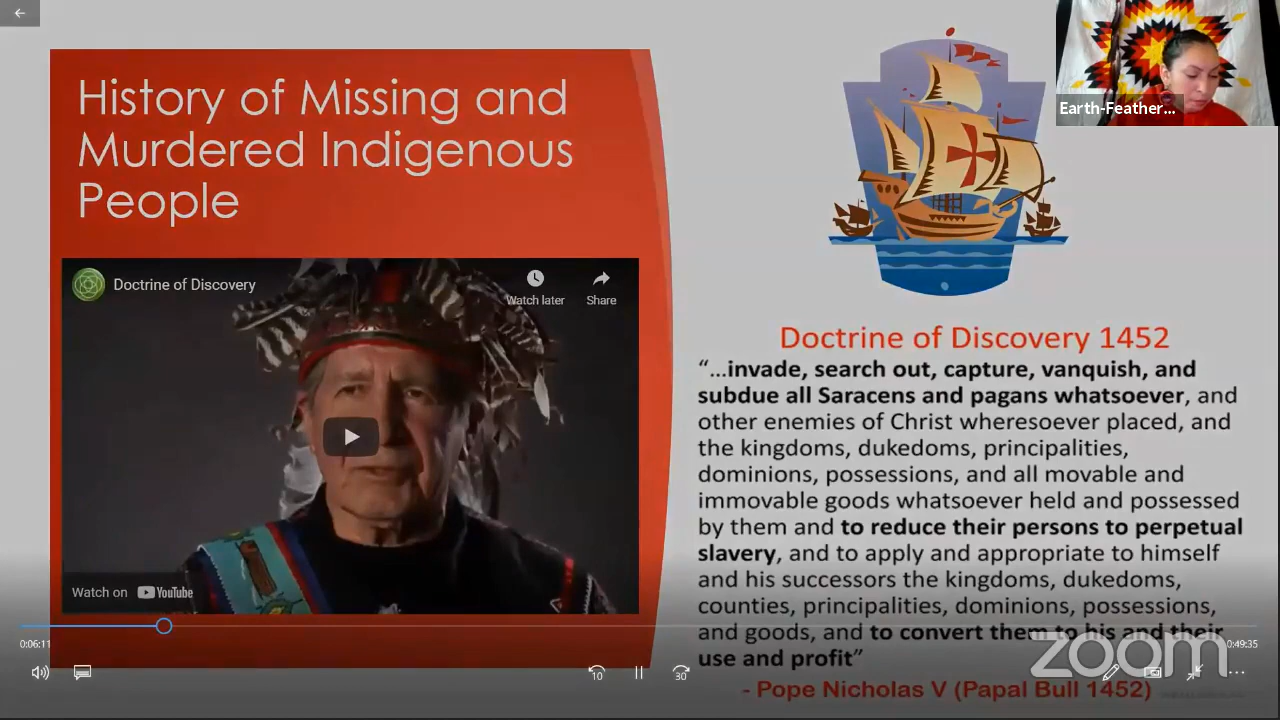 Earth-Feather...
History of Missing and
Murdered Indigenous
People
Doctrine of Discovery
Watch later
Share
Watch on YouTube
Doctrine of Discovery 1452
“...invade, search out, capture, vanquish, and
subdue all Saracens and pagans whatsoever, and
other enemies of Christ wheresoever placed, and
the kingdoms, dukedoms, principalities,
dominions, possessions, and all movable and
immovable goods whatsoever held and possessed
by them and to reduce their persons to perpetual
slavery, and to apply and appropriate to himself
and his successors the kingdoms, dukedoms,
counties, principalities, dominions, possessions,
and goods, and to convert them to his and their
use and profit”
- Pope Nicholas V (Papal Bull 1452)
0:06:11
0:49:35
10
30
zoom